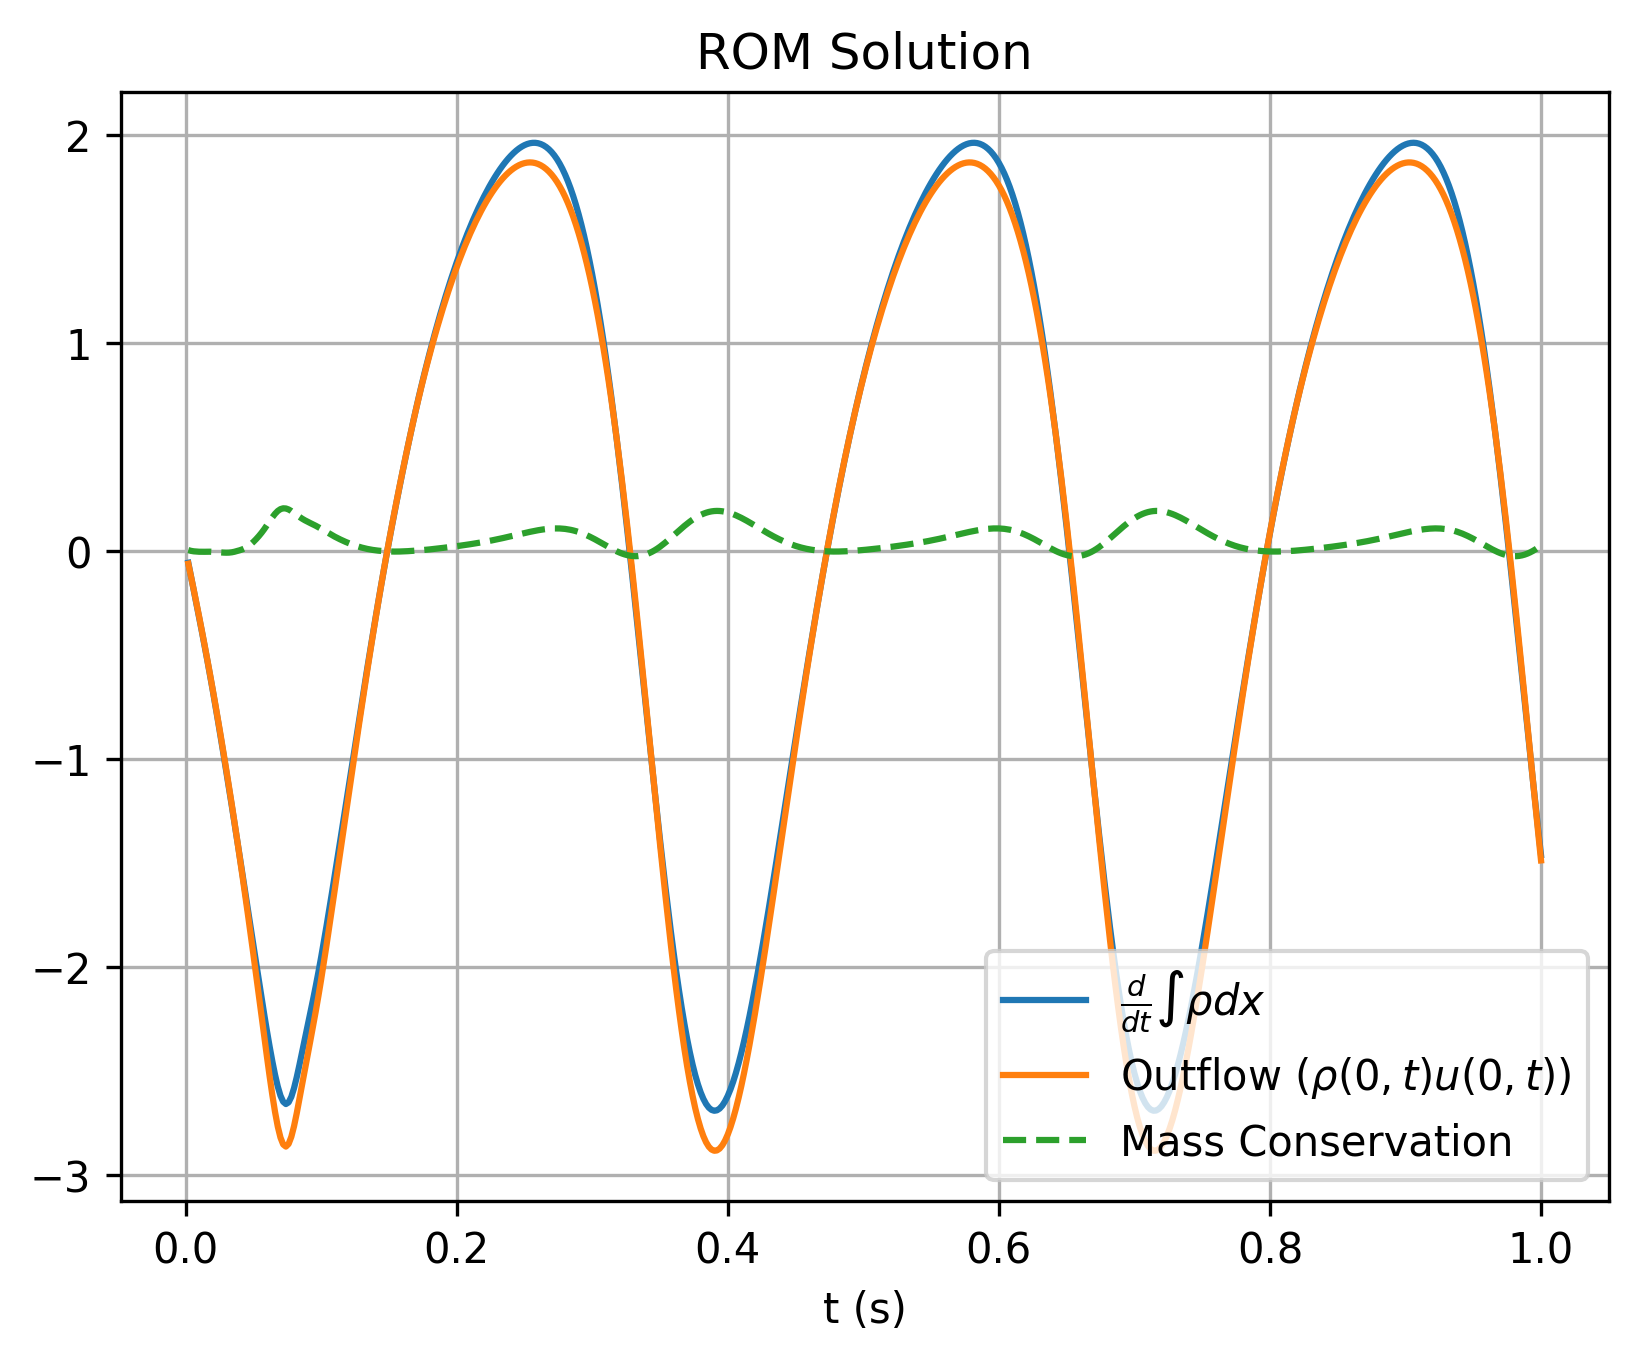 ROM Solution
2
1
0
−1
−2
−3
d/dt ∫ρdx
Outflow (ρ(0, t)u(0, t))
Mass Conservation
0.0 0.2 0.4 0.6 0.8 1.0
t (s)